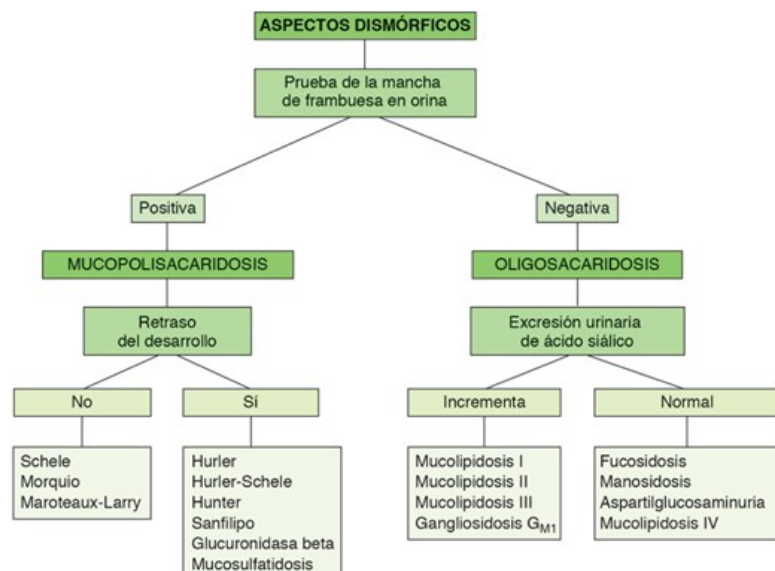 ASPECTOS DISMÓRFICOS
Prueba de la mancha
de frambuesa en orina
Positiva
Negativa
MUCOPOLISACARIDOSIS
OLIGOSACARIDOSIS
Retraso
del desarrollo
Excresión urinaria
de ácido siálico
No
Sí
Incrementa
Normal
Schele
Morquio
Maroteaux-Larry
Hurler
Hurler-Schele
Hunter
Sanfilipo
Glucuronidasa beta
Mucosulfatidosis
Mucolipidosis I
Mucolipidosis II
Mucolipidosis III
Gangliosidosis GM1
Fucosidosis
Manosidosis
Aspartilglucosaminuria
Mucolipidosis IV